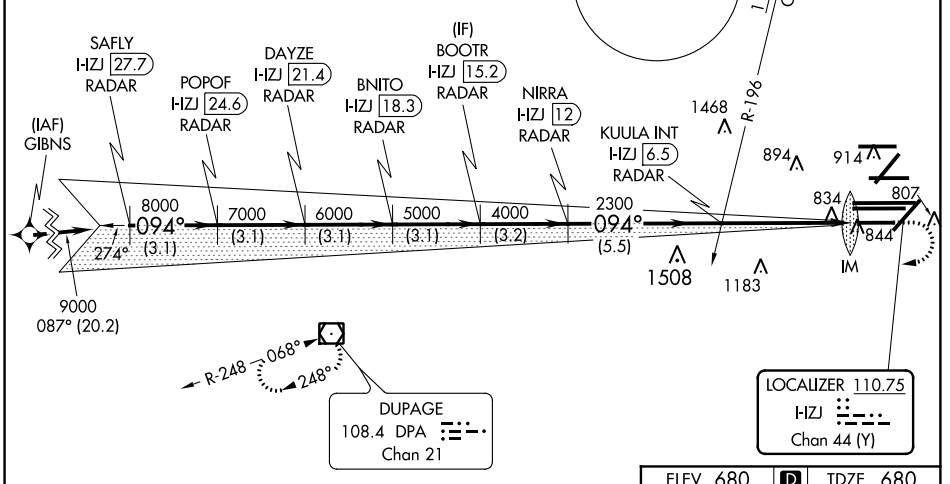 SAFLY
I-IZJ 27.7
RADAR
POPOF
I-IZJ 24.6
RADAR
DAYZE
I-IZJ 21.4
RADAR
BNITO
I-IZJ 18.3
RADAR
(IF)
BOOTR
I-IZJ 15.2
RADAR
NIRRA
I-IZJ 12
RADAR
KUULA INT
I-IZJ 6.5
RADAR
(IAF)
GIBNS
R-196
1468
894
914
834
807
844
IM
1508
1183
8000
094°
(3.1)
7000
(3.1)
6000
(3.1)
5000
(3.1)
4000
(3.2)
2300
094°
(5.5)
274°
9000
087° (20.2)
R-248
068°
248°
DUPAGE
108.4 DPA
Chan 21
LOCALIZER 110.75
I-IZJ
Chan 44 (Y)
ELEV 680
D
TDZE 680